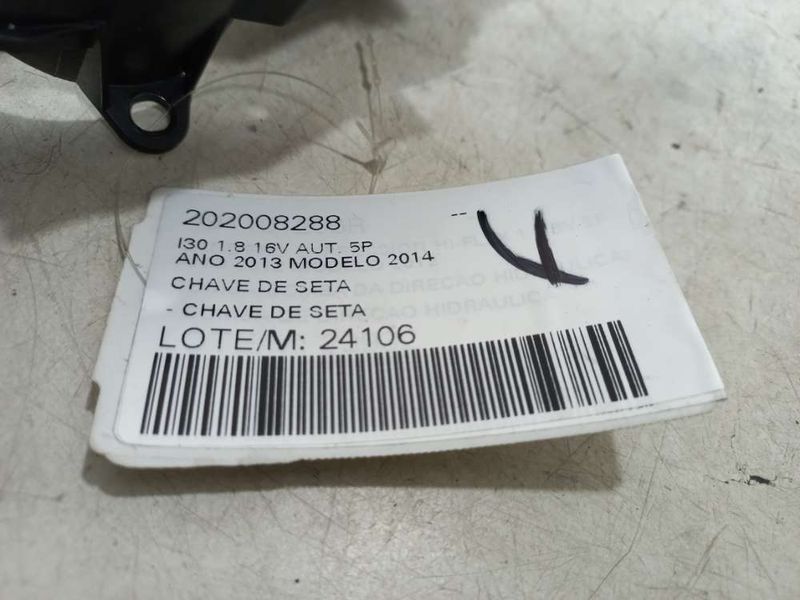 202008288
--
I30 1.8 16V AUT. 5P
ANO 2013 MODELO 2014
CHAVE DE SETA
- CHAVE DE SETA
LOTE/M: 24106